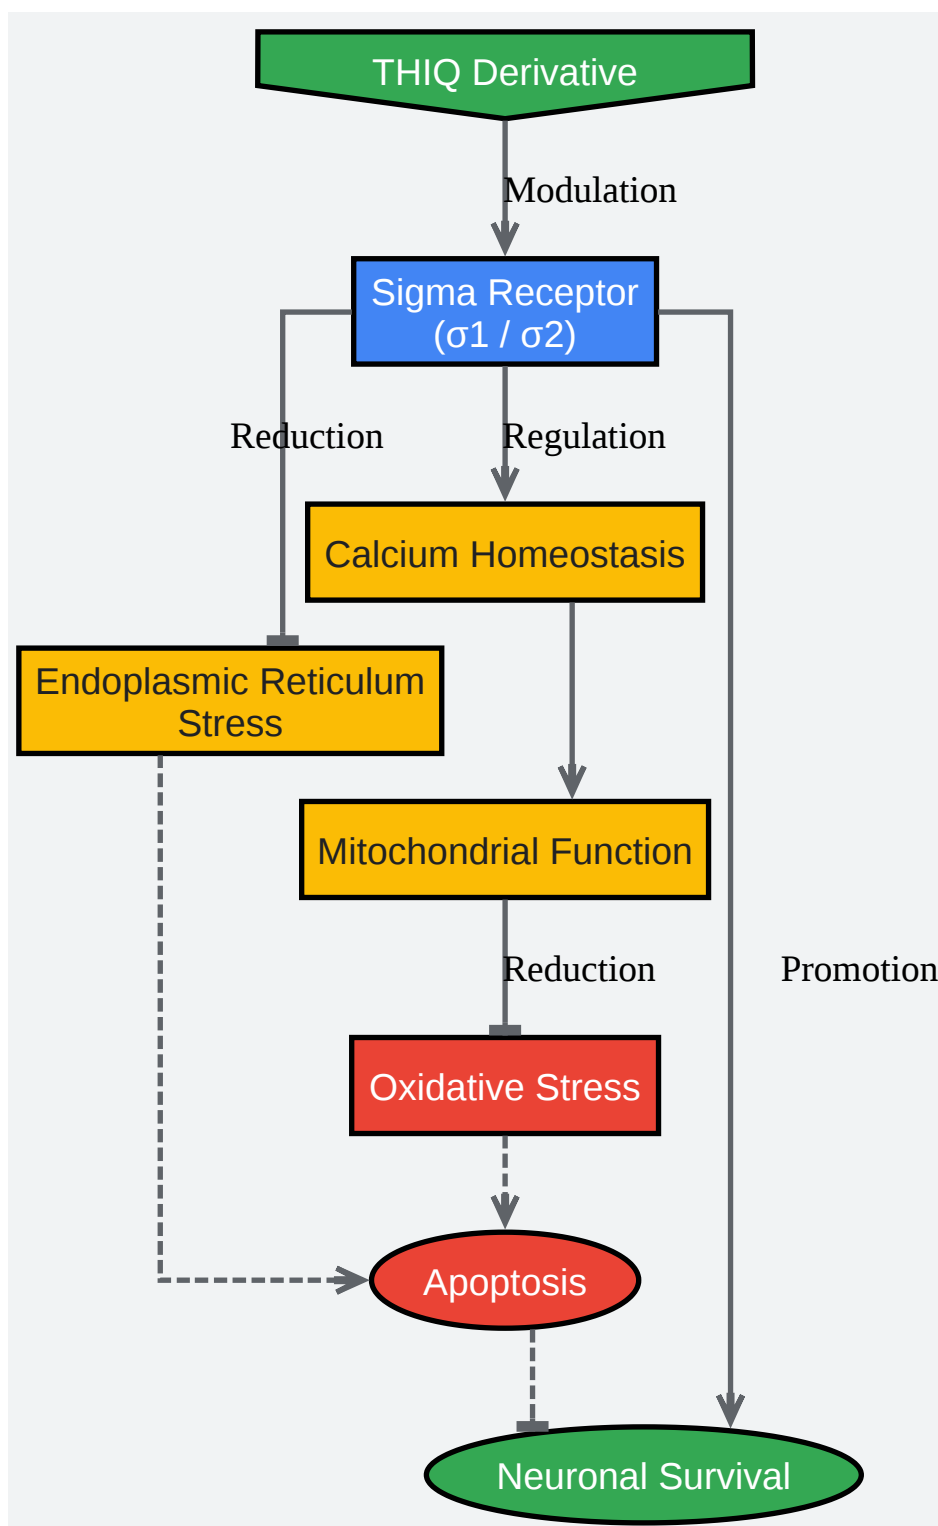 THIQ Derivative
Modulation
Sigma Receptor
(σ1 / σ2)
Reduction
Regulation
Calcium Homeostasis
Endoplasmic Reticulum
Stress
Mitochondrial Function
Reduction
Promotion
Oxidative Stress
Apoptosis
Neuronal Survival